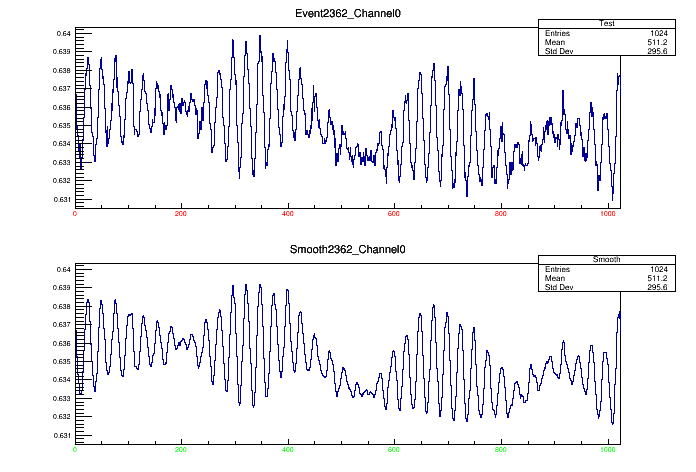 Event2362_Channel0
Test
Entries 1024
Mean 511.2
Std Dev 295.6
0.64
0.639
0.638
0.637
0.636
0.635
0.634
0.633
0.632
0.631
0 200 400 600 800 1000
Smooth2362_Channel0
Smooth
Entries 1024
Mean 511.2
Std Dev 295.6
0.64
0.639
0.638
0.637
0.636
0.635
0.634
0.633
0.632
0.631
0 200 400 600 800 1000